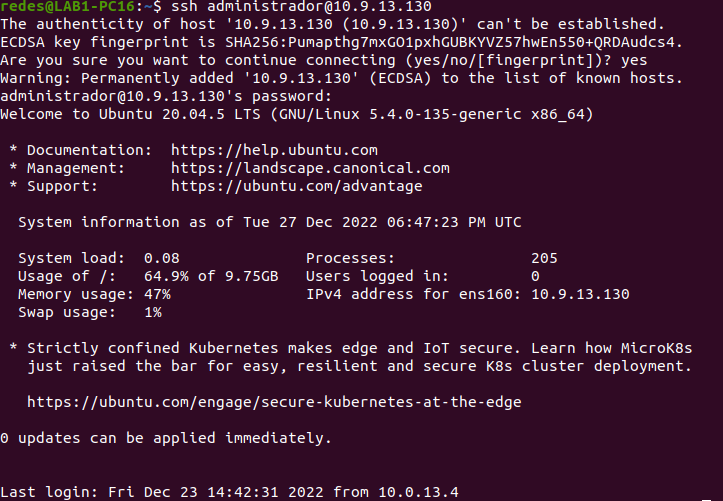 redes@LAB1-PC16:~$ ssh administrador@10.9.13.130
The authenticity of host '10.9.13.130 (10.9.13.130)' can't be established.
ECDSA key fingerprint is SHA256:Pumapthg7mxGO1pxhGUBKYVZ57hwEn550+QRDAudcs4.
Are you sure you want to continue connecting (yes/no/[fingerprint])? yes
Warning: Permanently added '10.9.13.130' (ECDSA) to the list of known hosts.
administrador@10.9.13.130's password:
Welcome to Ubuntu 20.04.5 LTS (GNU/Linux 5.4.0-135-generic x86_64)

 * Documentation:  https://help.ubuntu.com
 * Management:     https://landscape.canonical.com
 * Support:        https://ubuntu.com/advantage

  System information as of Tue 27 Dec 2022 06:47:23 PM UTC

  System load:  0.08              Processes:               205
  Usage of /:   64.9% of 9.75GB   Users logged in:         0
  Memory usage: 47%               IPv4 address for ens160: 10.9.13.130
  Swap usage:   1%

 * Strictly confined Kubernetes makes edge and IoT secure. Learn how MicroK8s
   just raised the bar for easy, resilient and secure K8s cluster deployment.

   https://ubuntu.com/engage/secure-kubernetes-at-the-edge

0 updates can be applied immediately.


Last login: Fri Dec 23 14:42:31 2022 from 10.0.13.4